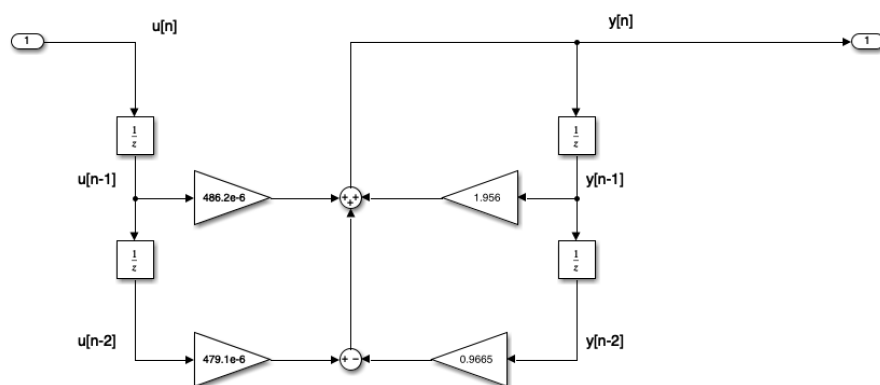 u[n]
y[n]
1
1
1
z
1
z
u[n-1]
y[n-1]
486.2e-6
+ +
+
1.956
1
z
1
z
u[n-2]
y[n-2]
479.1e-6
+ −
0.9665